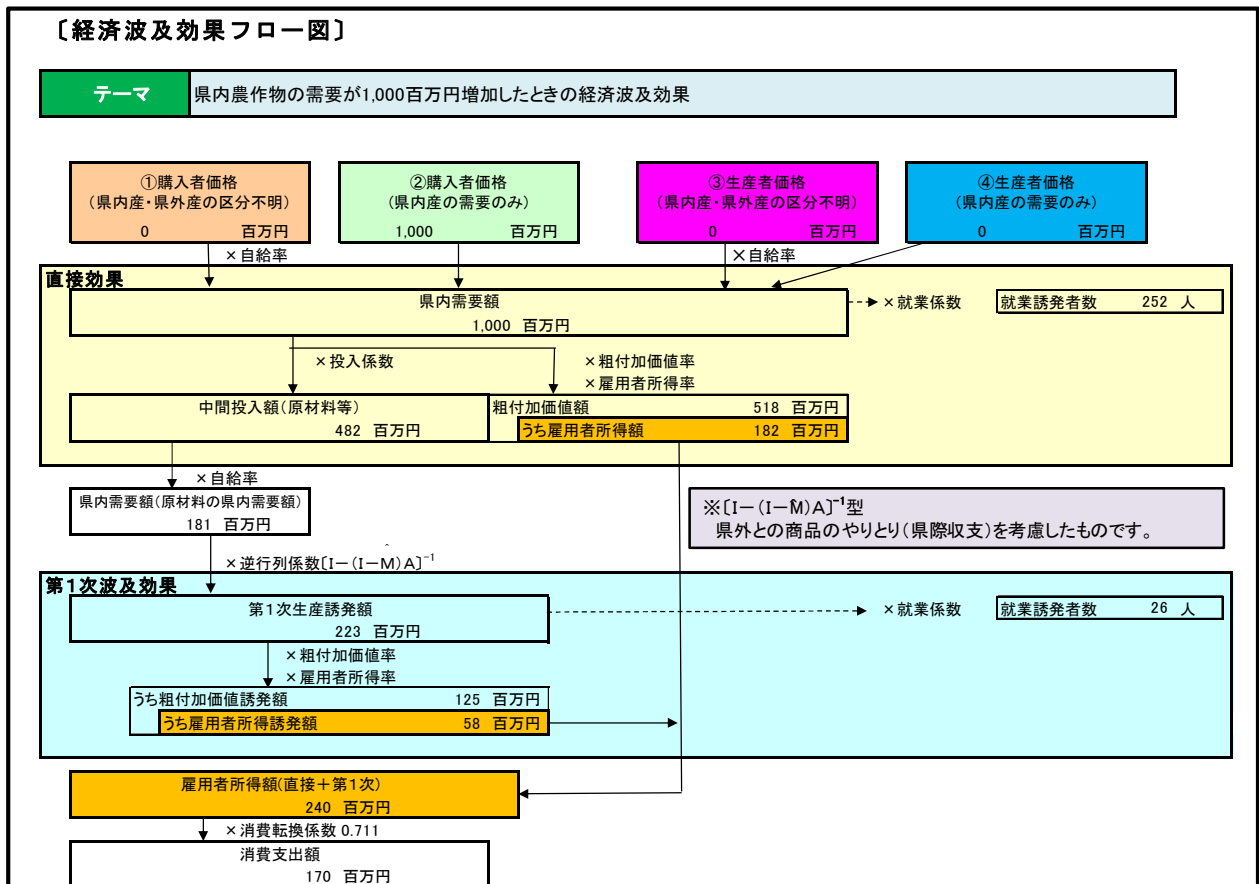 〔経済波及効果フロー図〕
テーマ
県内農作物の需要が1,000百万円増加したときの経済波及効果
①購入者価格
（県内産・県外産の区分不明）
0 百万円
②購入者価格
（県内産の需要のみ）
1,000 百万円
③生産者価格
（県内産・県外産の区分不明）
0 百万円
④生産者価格
（県内産の需要のみ）
0 百万円
×自給率
×自給率
直接効果
県内需要額
1,000 百万円
×就業係数
就業誘発者数 252 人
×投入係数
×粗付加価値率
×雇用者所得率
中間投入額（原材料等）
482 百万円
粗付加価値額 518 百万円
うち雇用者所得額 182 百万円
×自給率
県内需要額(原材料の県内需要額)
181 百万円
※〔I－(I－M̂)A〕⁻¹型
県外との商品のやりとり（県際収支）を考慮したものです。
×逆行列係数〔I－(I－M̂)A〕⁻¹
第１次波及効果
第１次生産誘発額
223 百万円
×就業係数
就業誘発者数 26 人
×粗付加価値率
×雇用者所得率
うち粗付加価値誘発額 125 百万円
うち雇用者所得誘発額 58 百万円
雇用者所得額(直接＋第１次)
240 百万円
×消費転換係数 0.711
消費支出額
170 百万円